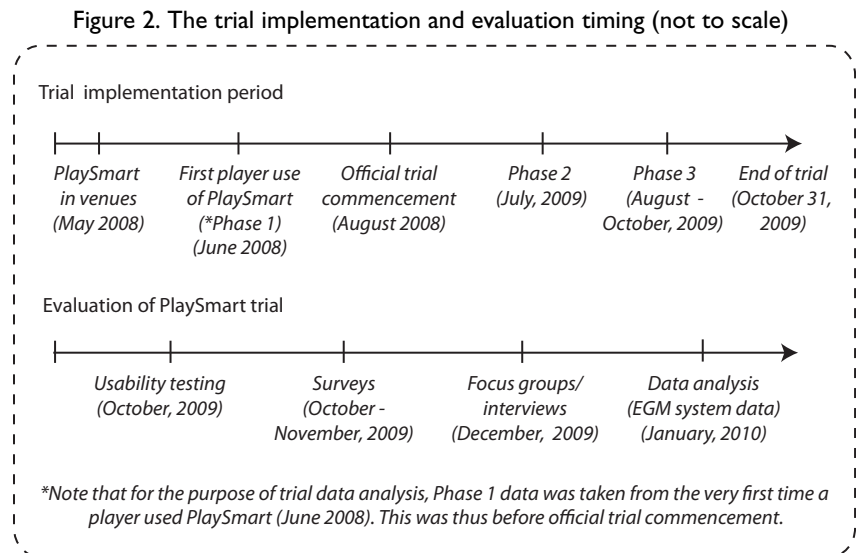 Figure 2. The trial implementation and evaluation timing (not to scale)
Trial implementation period
PlaySmart
in venues
(May 2008)
First player use
of PlaySmart
(*Phase 1)
(June 2008)
Official trial
commencement
(August 2008)
Phase 2
(July, 2009)
Phase 3
(August -
October, 2009)
End of trial
(October 31,
2009)
Evaluation of PlaySmart trial
Usability testing
(October, 2009)
Surveys
(October -
November, 2009)
Focus groups/
interviews
(December, 2009)
Data analysis
(EGM system data)
(January, 2010)
*Note that for the purpose of trial data analysis, Phase 1 data was taken from the very first time a
player used PlaySmart (June 2008). This was thus before official trial commencement.